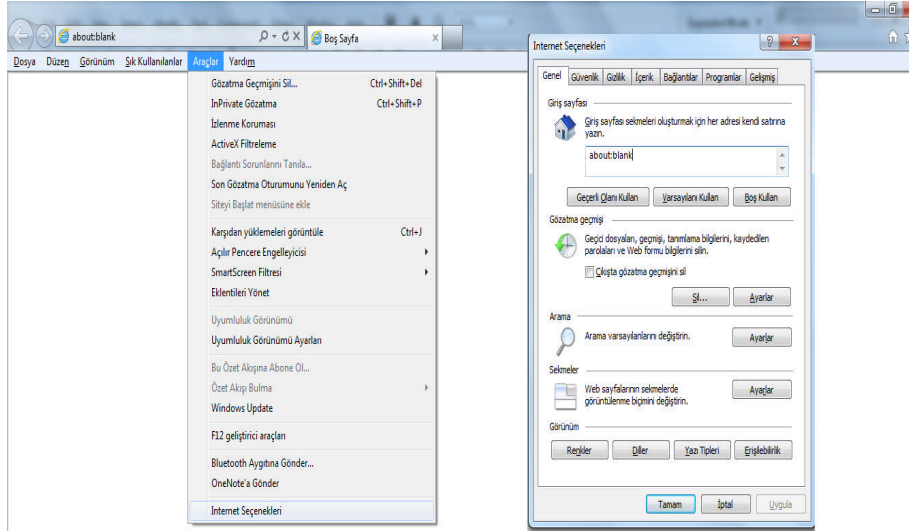 about:blank
Boş Sayfa
Dosya Düzen Görünüm Sık Kullanılanlar Araçlar Yardım
Gözatma Geçmişini Sil... Ctrl+Shift+Del
InPrivate Gözatma Ctrl+Shift+P
İzlenme Koruması
ActiveX Filtreleme
Bağlantı Sorunlarını Tanıla...
Son Gözatma Oturumunu Yeniden Aç
Siteyi Başlat menüsüne ekle
Karşıdan yüklemeleri görüntüle Ctrl+J
Açılır Pencere Engelleyicisi
SmartScreen Filtresi
Eklentileri Yönet
Uyumluluk Görünümü
Uyumluluk Görünümü Ayarları
Bu Özet Akışına Abone Ol...
Özet Akışı Bulma
Windows Update
F12 geliştirici araçları
Bluetooth Aygıtına Gönder...
OneNote'a Gönder
Internet Seçenekleri
Internet Seçenekleri
Genel Güvenlik Gizlilik İçerik Bağlantılar Programlar Gelişmiş
Giriş sayfası
Giriş sayfası sekmeleri oluşturmak için her adresi kendi satırına
yazın.
about:blank
Geçerli Olanı Kullan Varsayılanı Kullan Boş Kullan
Gözatma geçmişi
Geçici dosyaları, geçmişi, tanımlama bilgilerini, kaydedilen
parolaları ve Web formu bilgilerini silin.
Çıkışta gözatma geçmişini sil
Sil... Ayarlar
Arama
Arama varsayılanlarını değiştirin. Ayarlar
Sekmeler
Web sayfalarının sekmelerde
görüntülenme biçimini değiştirin. Ayarlar
Görünüm
Renkler Diller Yazı Tipleri Erişilebilirlik
Tamam İptal Uygula